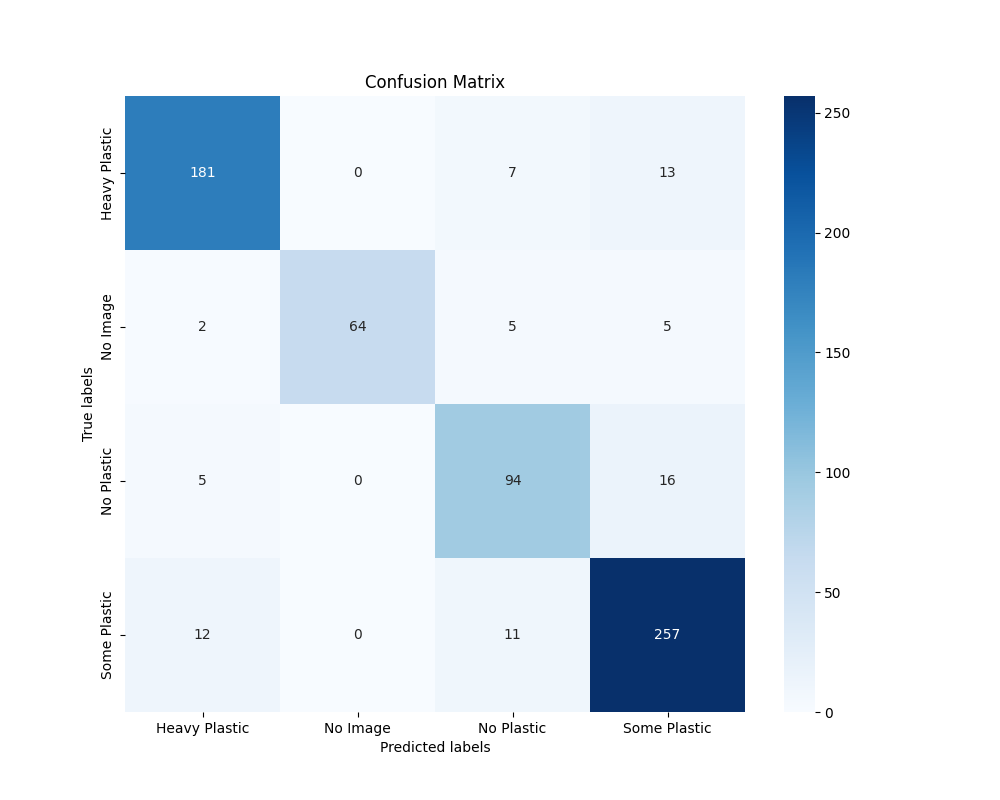 Confusion Matrix
True labels
Heavy Plastic
181 0 7 13
No Image
2 64 5 5
No Plastic
5 0 94 16
Some Plastic
12 0 11 257
Heavy Plastic No Image No Plastic Some Plastic
Predicted labels
250
200
150
100
50
0